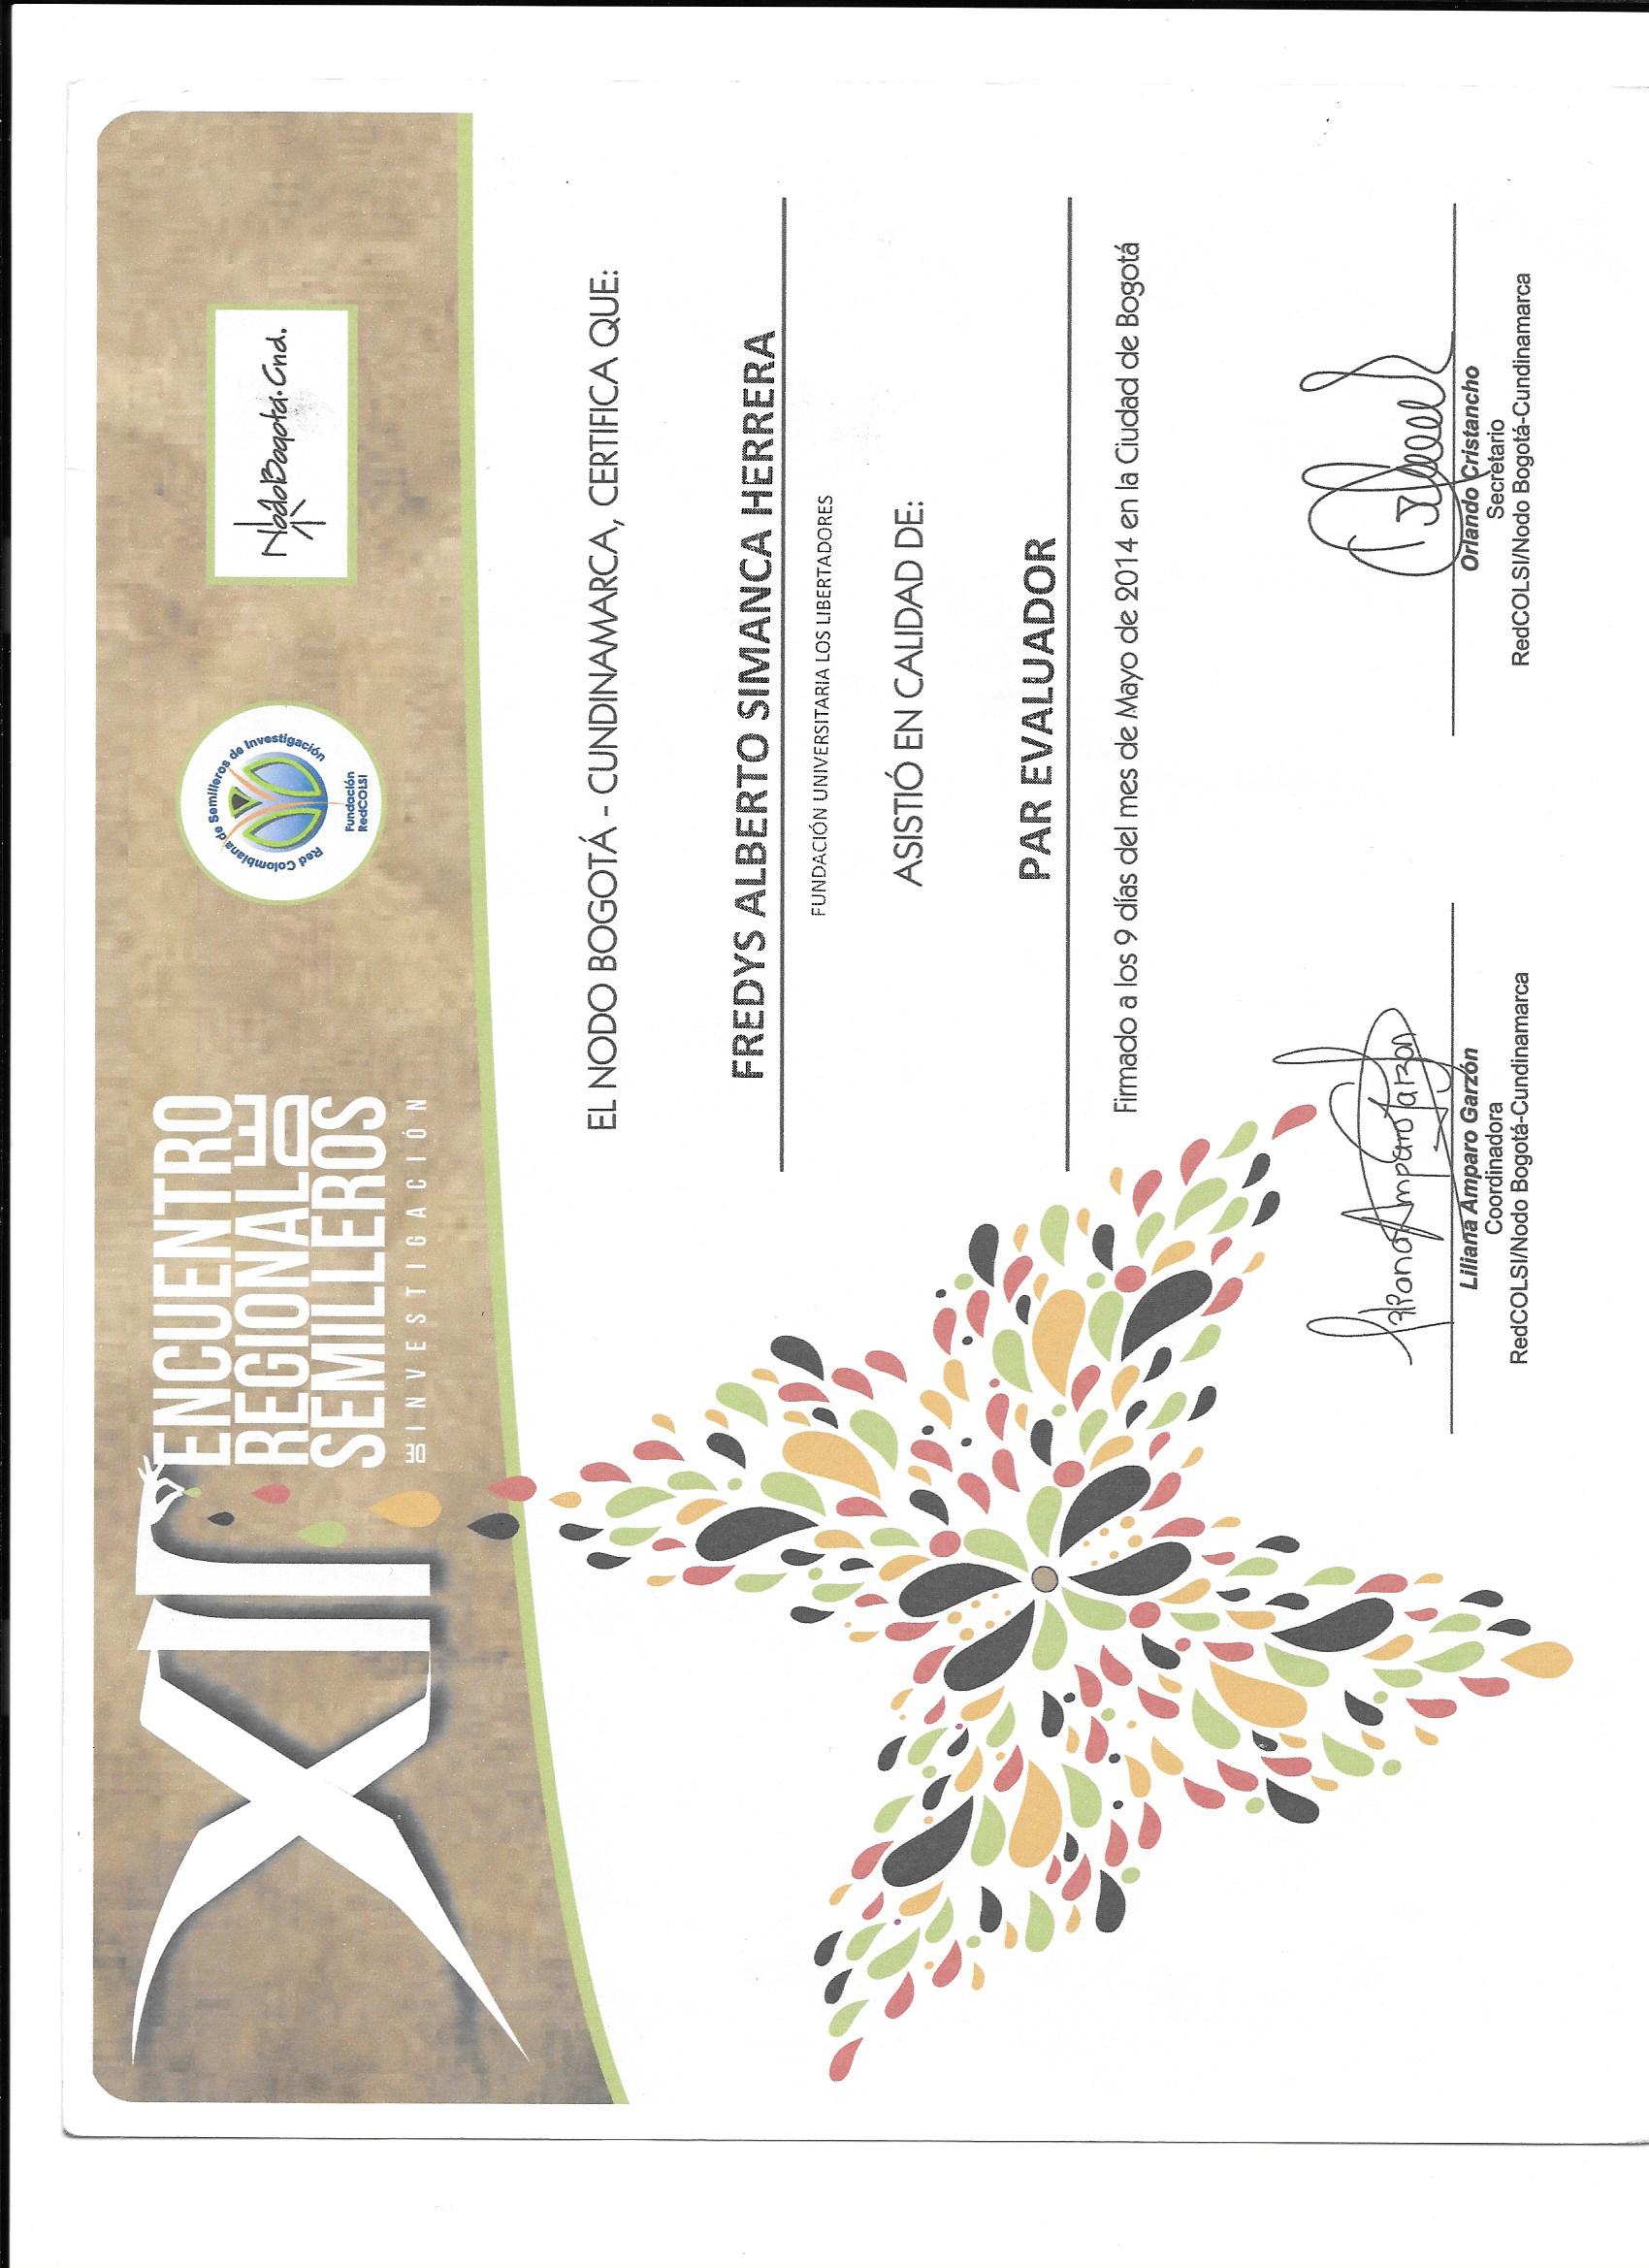 XII ENCUENTRO
REGIONAL DE
SEMILLEROS
DE INVESTIGACIÓN
Red Colombiana de Semilleros de Investigación
Fundación
RedCOLSI
NodoBogotá.Cnd.
EL NODO BOGOTÁ - CUNDINAMARCA, CERTIFICA QUE:
FREDYS ALBERTO SIMANCA HERRERA
FUNDACIÓN UNIVERSITARIA LOS LIBERTADORES
ASISTIÓ EN CALIDAD DE:
PAR EVALUADOR
Firmado a los 9 días del mes de Mayo de 2014 en la Ciudad de Bogotá
Liliana Amparo Garzón
Liliana Amparo Garzón
Coordinadora
RedCOLSI/Nodo Bogotá-Cundinamarca
Orlando Cristancho
Secretario
RedCOLSI/Nodo Bogotá-Cundinamarca